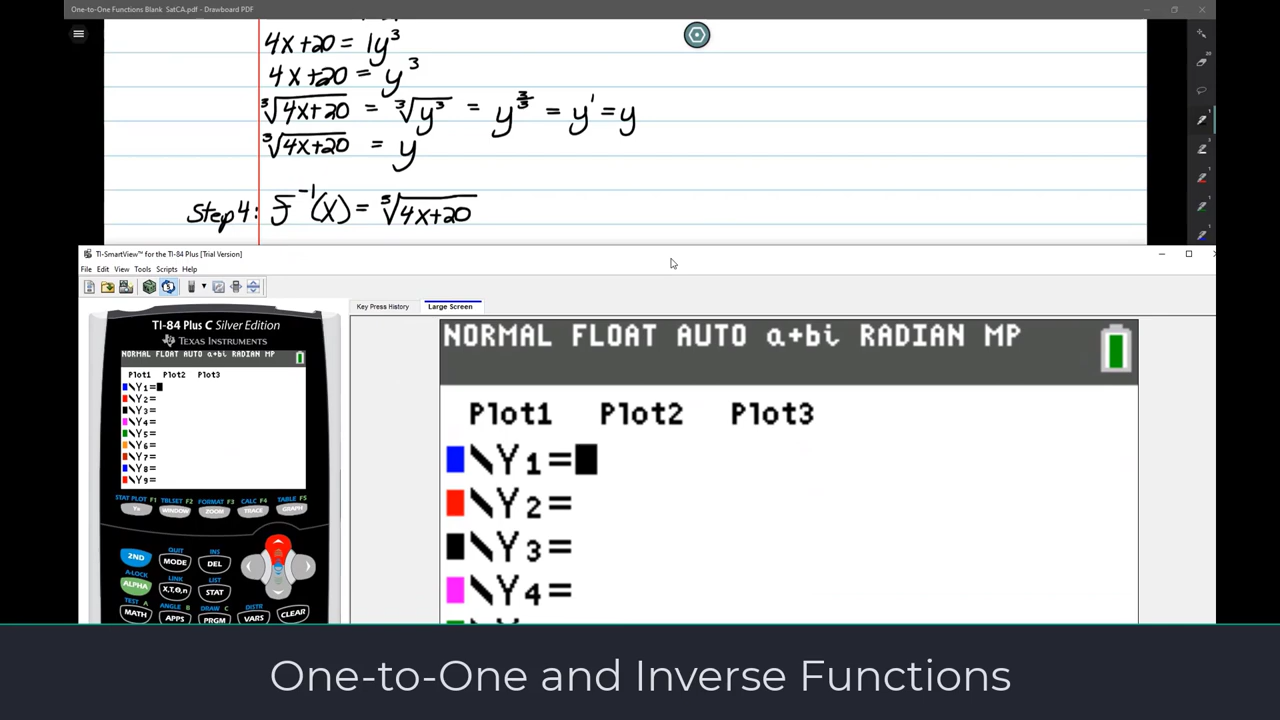 One-to-One Functions Blank SatCA.pdf - Drawboard PDF
4x+20 = 1y³
4x+20 = y³
∛(4x+20) = ∛(y³) = y^(3/3) = y¹ = y
∛(4x+20) = y
Step 4: f⁻¹(x) = ∛(4x+20)
TI-SmartView™ for the TI-84 Plus [Trial Version]
File Edit View Tools Scripts Help
Key Press History Large Screen
TI-84 Plus C Silver Edition
TEXAS INSTRUMENTS
NORMAL FLOAT AUTO a+bi RADIAN MP
Plot1 Plot2 Plot3
\Y1=
\Y2=
\Y3=
\Y4=
\Y5=
\Y6=
\Y7=
\Y8=
\Y9=
STAT PLOT F1 TBLSET F2 FORMAT F3 CALC F4 TABLE F5
Y= WINDOW ZOOM TRACE GRAPH
QUIT INS
2ND MODE DEL
A-LOCK LINK LIST
ALPHA X,T,θ,n STAT
TEST A ANGLE B DRAW C DISTR
MATH APPS PRGM VARS CLEAR
NORMAL FLOAT AUTO a+bi RADIAN MP
Plot1 Plot2 Plot3
\Y1=
\Y2=
\Y3=
\Y4=
One-to-One and Inverse Functions